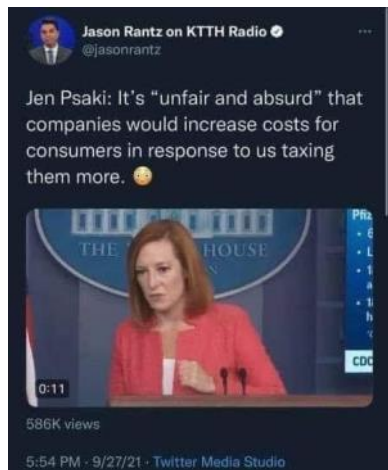 Jason Rantz on KTTH Radio
@jasonrantz
Jen Psaki: It's "unfair and absurd" that
companies would increase costs for
consumers in response to us taxing
them more. 😳
THE HOUSE
Pfiz
CDC
0:11
586K views
5:54 PM · 9/27/21 · Twitter Media Studio